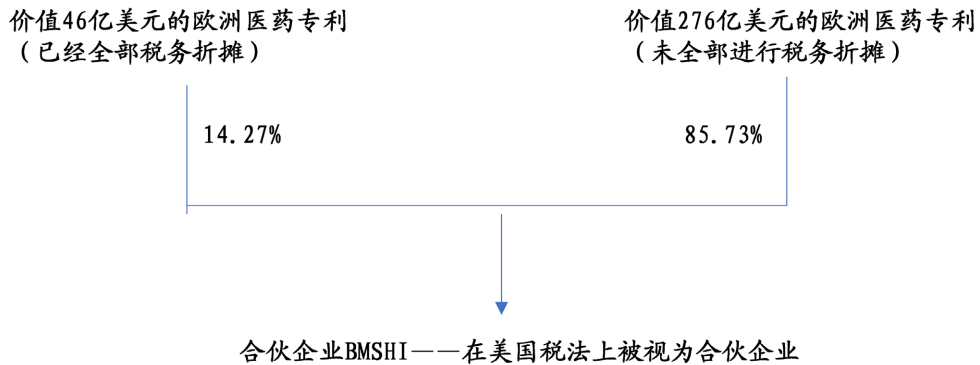 价值46亿美元的欧洲医药专利
（已经全部税务折摊）
价值276亿美元的欧洲医药专利
（未全部进行税务折摊）
14.27%
85.73%
合伙企业BMSHI——在美国税法上被视为合伙企业